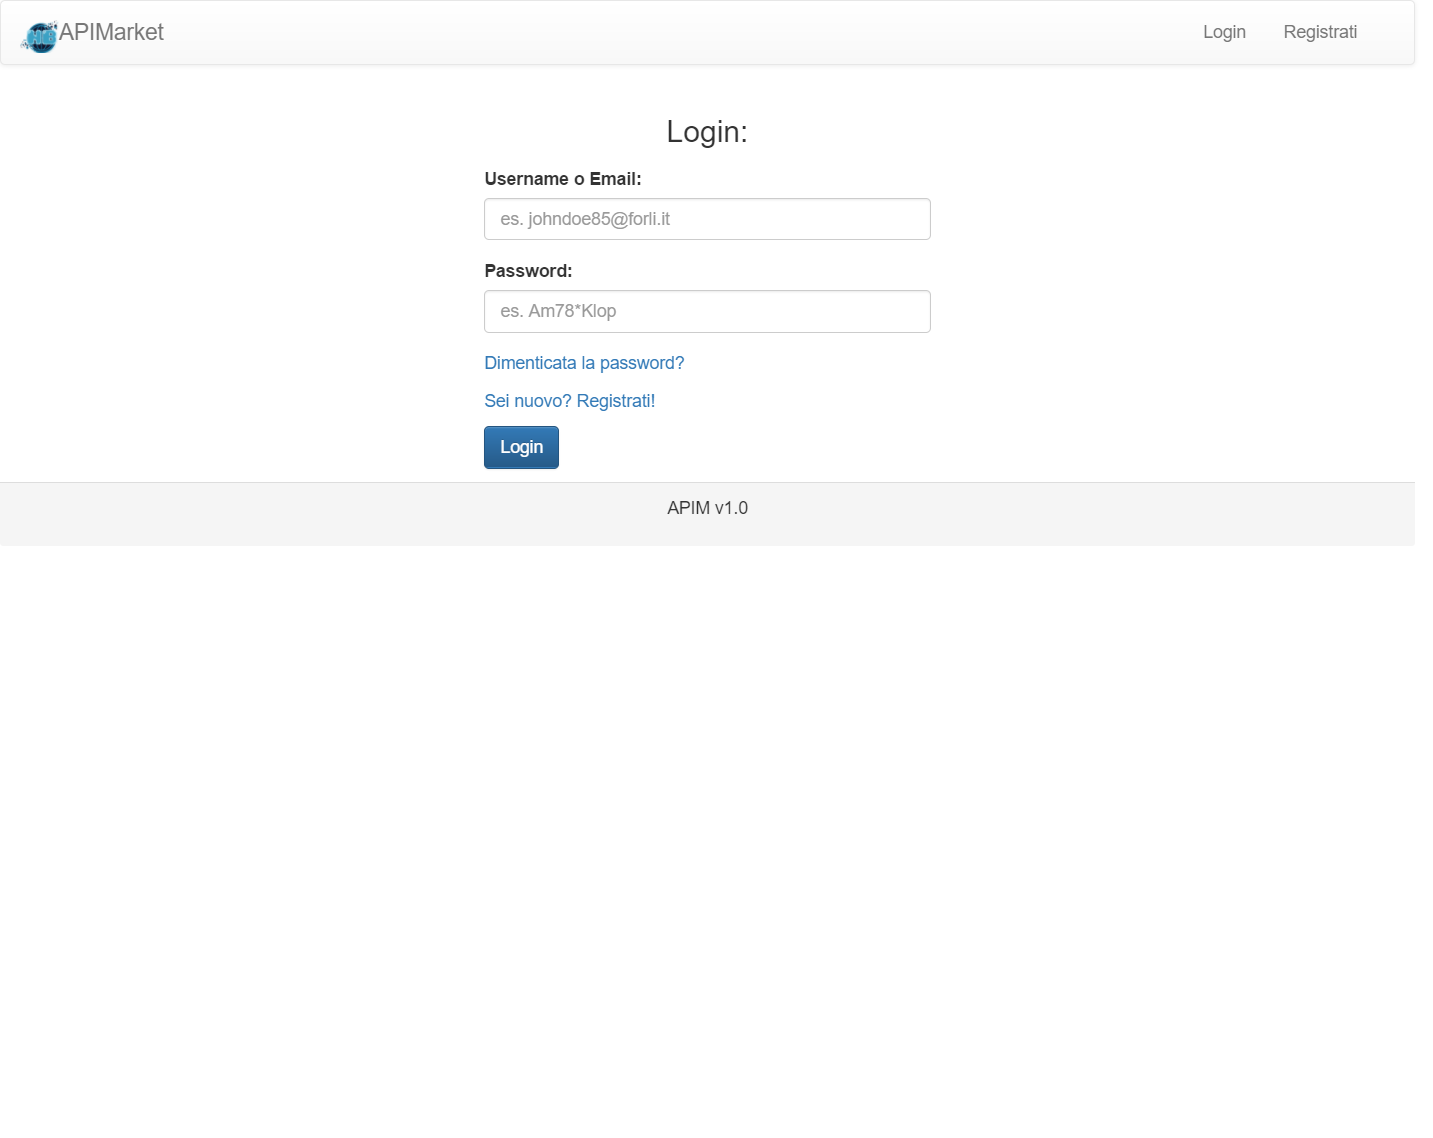 APIMarket
Login
Registrati
Login:
Username o Email:
es. johndoe85@forli.it
Password:
es. Am78*Klop
Dimenticata la password?
Sei nuovo? Registrati!
Login
APIM v1.0